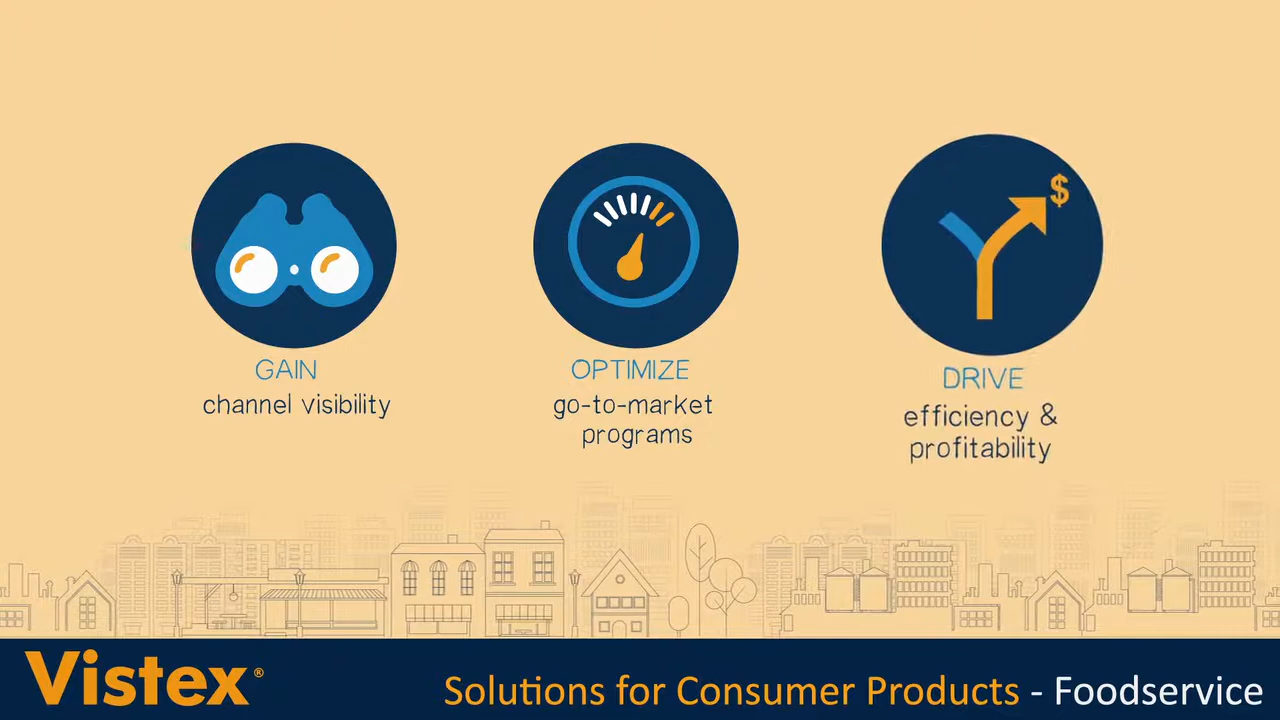 $
GAIN
channel visibility
OPTIMIZE
go-to-market
programs
DRIVE
efficiency &
profitability
Vistex®
Solutions for Consumer Products - Foodservice